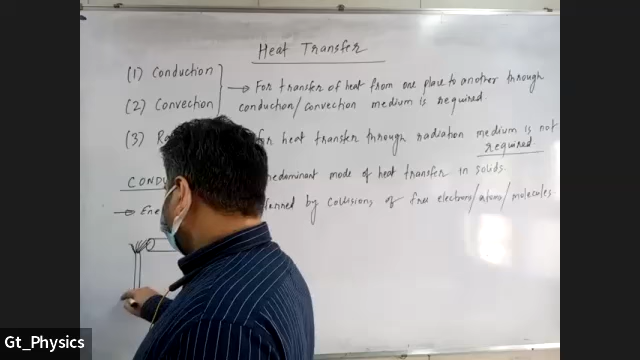 Heat Transfer
(1) Conduction
→ For transfer of heat from one place to another through
(2) Convection
conduction/convection medium is required.
(3)
for heat transfer through radiation medium is not
required
predominant mode of heat transfer in solids.
→
by collisions of free electrons/atoms/molecules.
Gt_Physics